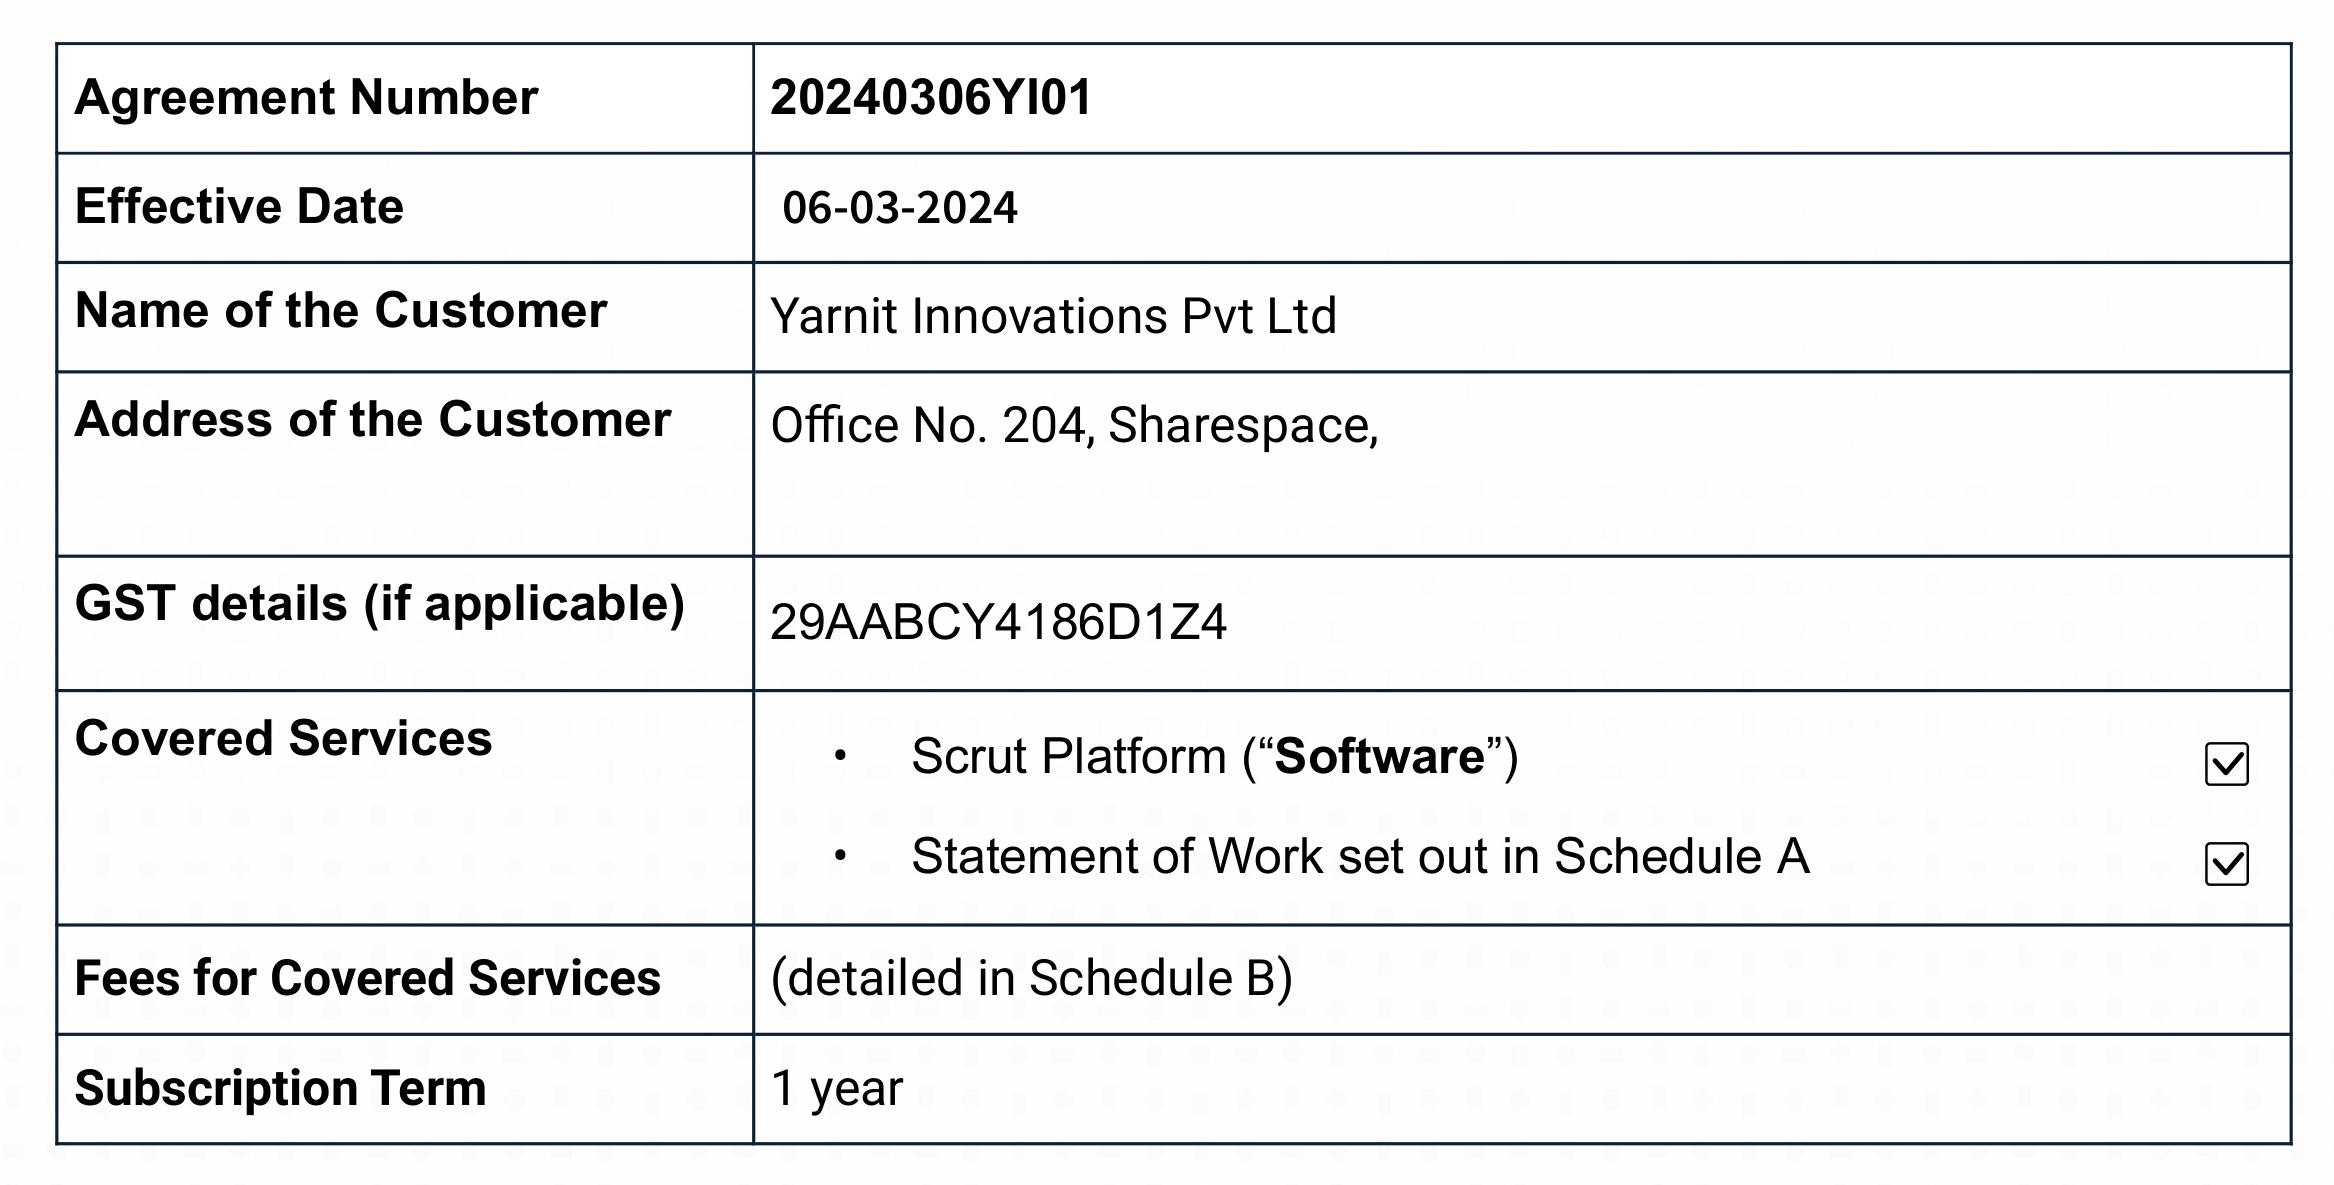 Agreement Number 20240306YI01
Effective Date 06-03-2024
Name of the Customer Yarnit Innovations Pvt Ltd
Address of the Customer Office No. 204, Sharespace,
GST details (if applicable) 29AABCY4186D1Z4
Covered Services
• Scrut Platform (“Software”) ☑
• Statement of Work set out in Schedule A ☑
Fees for Covered Services (detailed in Schedule B)
Subscription Term 1 year